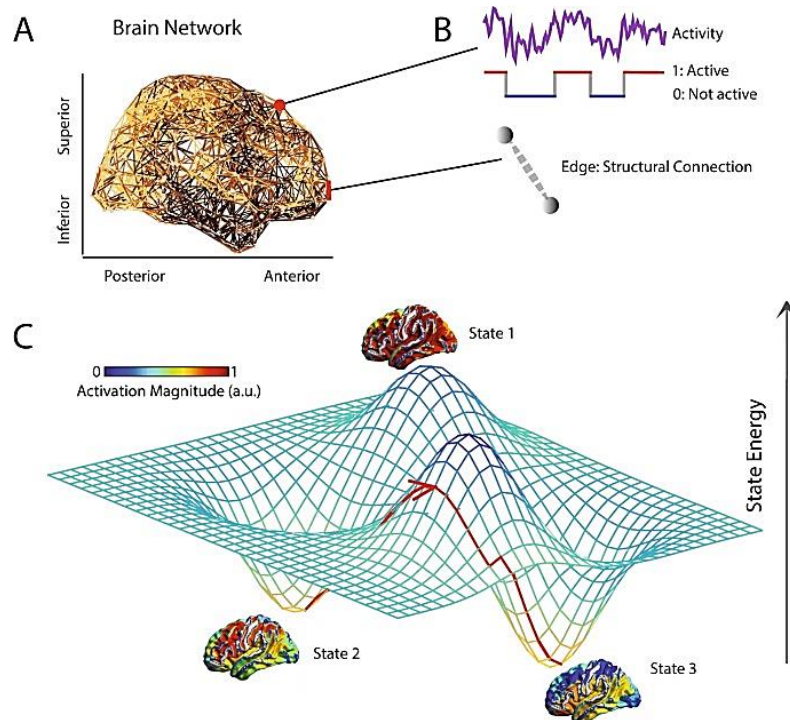 A
Brain Network
Superior
Inferior
Posterior
Anterior
B
Activity
1: Active
0: Not active
Edge: Structural Connection
C
0
1
Activation Magnitude (a.u.)
State 1
State 2
State 3
State Energy